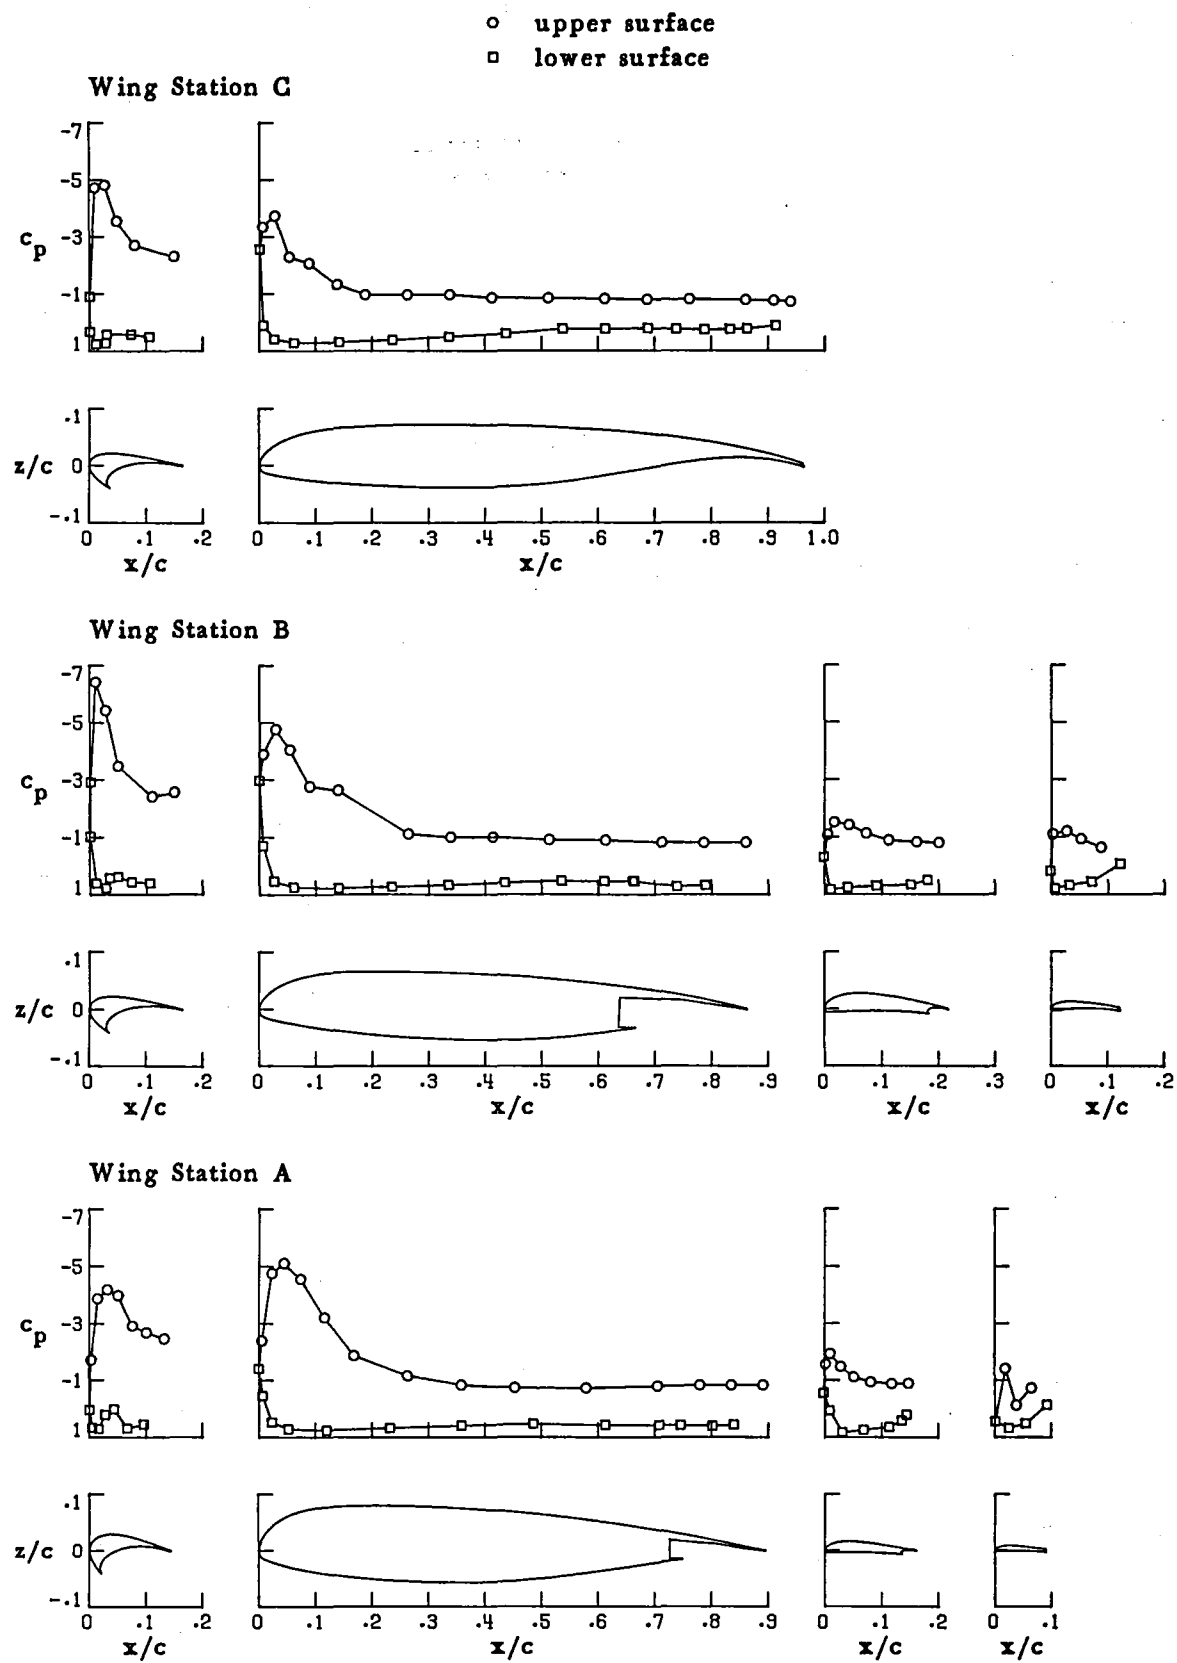 upper surface
lower surface
Wing Station C
-7
-5
cp -3
-1
1
.1
z/c 0
-.1
0 .1 .2 0 .1 .2 .3 .4 .5 .6 .7 .8 .9 1.0
x/c x/c
Wing Station B
-7
-5
cp -3
-1
1
.1
z/c 0
-.1
0 .1 .2 0 .1 .2 .3 .4 .5 .6 .7 .8 .9 0 .1 .2 .3 0 .1 .2
x/c x/c x/c x/c
Wing Station A
-7
-5
cp -3
-1
1
.1
z/c 0
-.1
0 .1 .2 0 .1 .2 .3 .4 .5 .6 .7 .8 .9 0 .1 .2 0 .1
x/c x/c x/c x/c